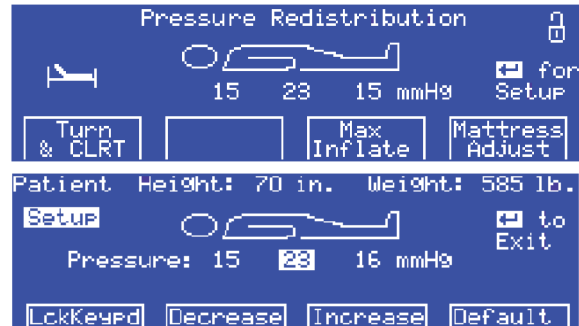 Pressure Redistribution
↵ for
15 23 15 mmHg Setup
Turn & CLRT
Max Inflate
Mattress Adjust
Patient Height: 70 in. Weight: 585 lb.
Setup ↵ to
Exit
Pressure: 15 23 16 mmHg
LckKeypd Decrease Increase Default